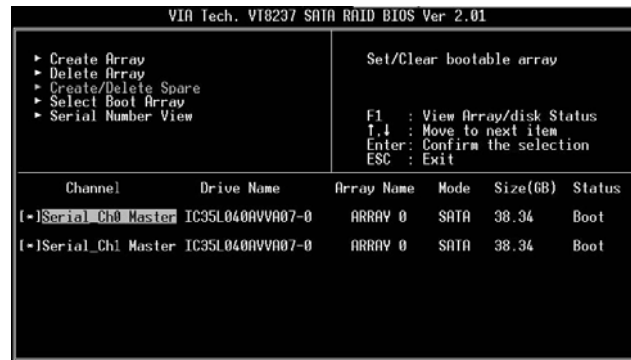 VIA Tech. VT8237 SATA RAID BIOS Ver 2.01
► Create Array
► Delete Array
► Create/Delete Spare
► Select Boot Array
► Serial Number View
Set/Clear bootable array
F1 : View Array/disk Status
↑,↓ : Move to next item
Enter: Confirm the selection
ESC : Exit
Channel Drive Name Array Name Mode Size(GB) Status
[*]Serial_Ch0 Master IC35L040AVVA07-0 ARRAY 0 SATA 38.34 Boot
[*]Serial_Ch1 Master IC35L040AVVA07-0 ARRAY 0 SATA 38.34 Boot